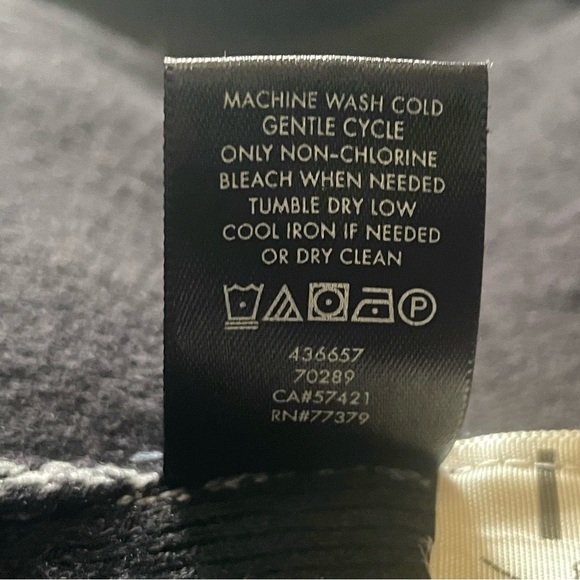 MACHINE WASH COLD
GENTLE CYCLE
ONLY NON-CHLORINE
BLEACH WHEN NEEDED
TUMBLE DRY LOW
COOL IRON IF NEEDED
OR DRY CLEAN
P
436657
70289
CA#57421
RN#77379